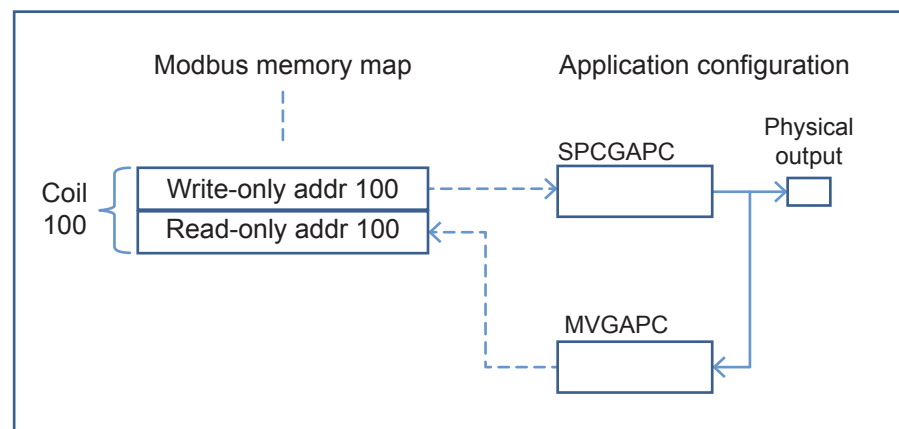 Modbus memory map
Application configuration
Physical
output
SPCGAPC
Coil
100
Write-only addr 100
Read-only addr 100
MVGAPC